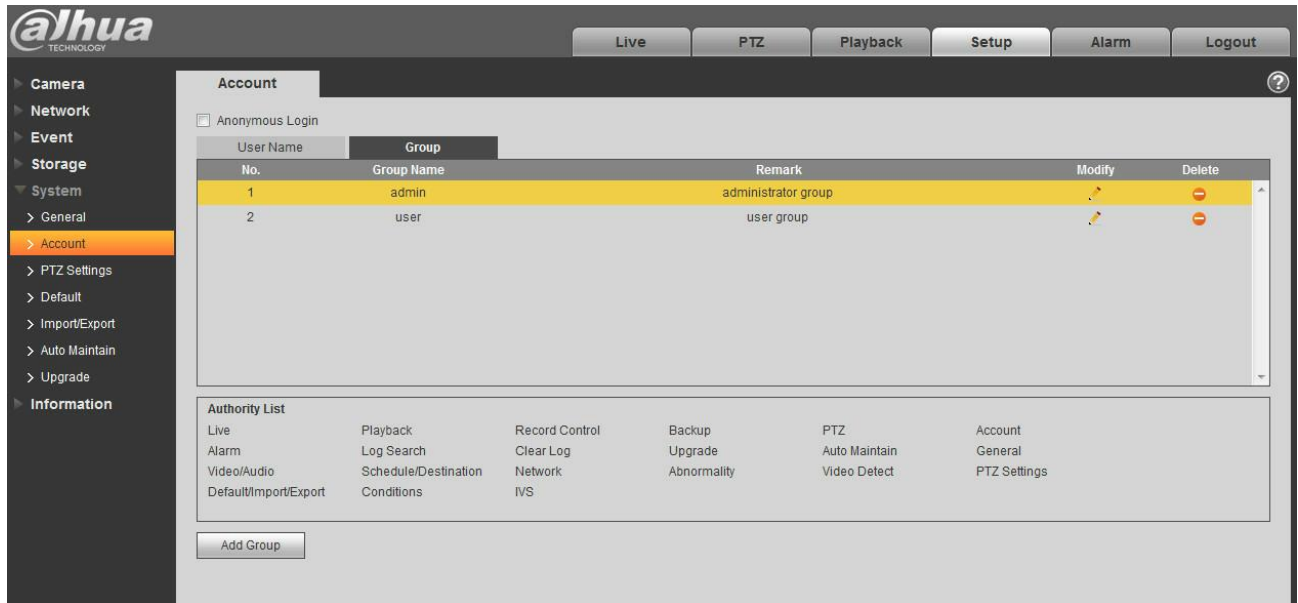 alhua
TECHNOLOGY
Live PTZ Playback Setup Alarm Logout
Camera
Network
Event
Storage
System
General
Account
PTZ Settings
Default
Import/Export
Auto Maintain
Upgrade
Information
Account ?
Anonymous Login
User Name Group
No. Group Name Remark Modify Delete
1 admin administrator group
2 user user group
Authority List
Live Playback Record Control Backup PTZ Account
Alarm Log Search Clear Log Upgrade Auto Maintain General
Video/Audio Schedule/Destination Network Abnormality Video Detect PTZ Settings
Default/Import/Export Conditions IVS
Add Group